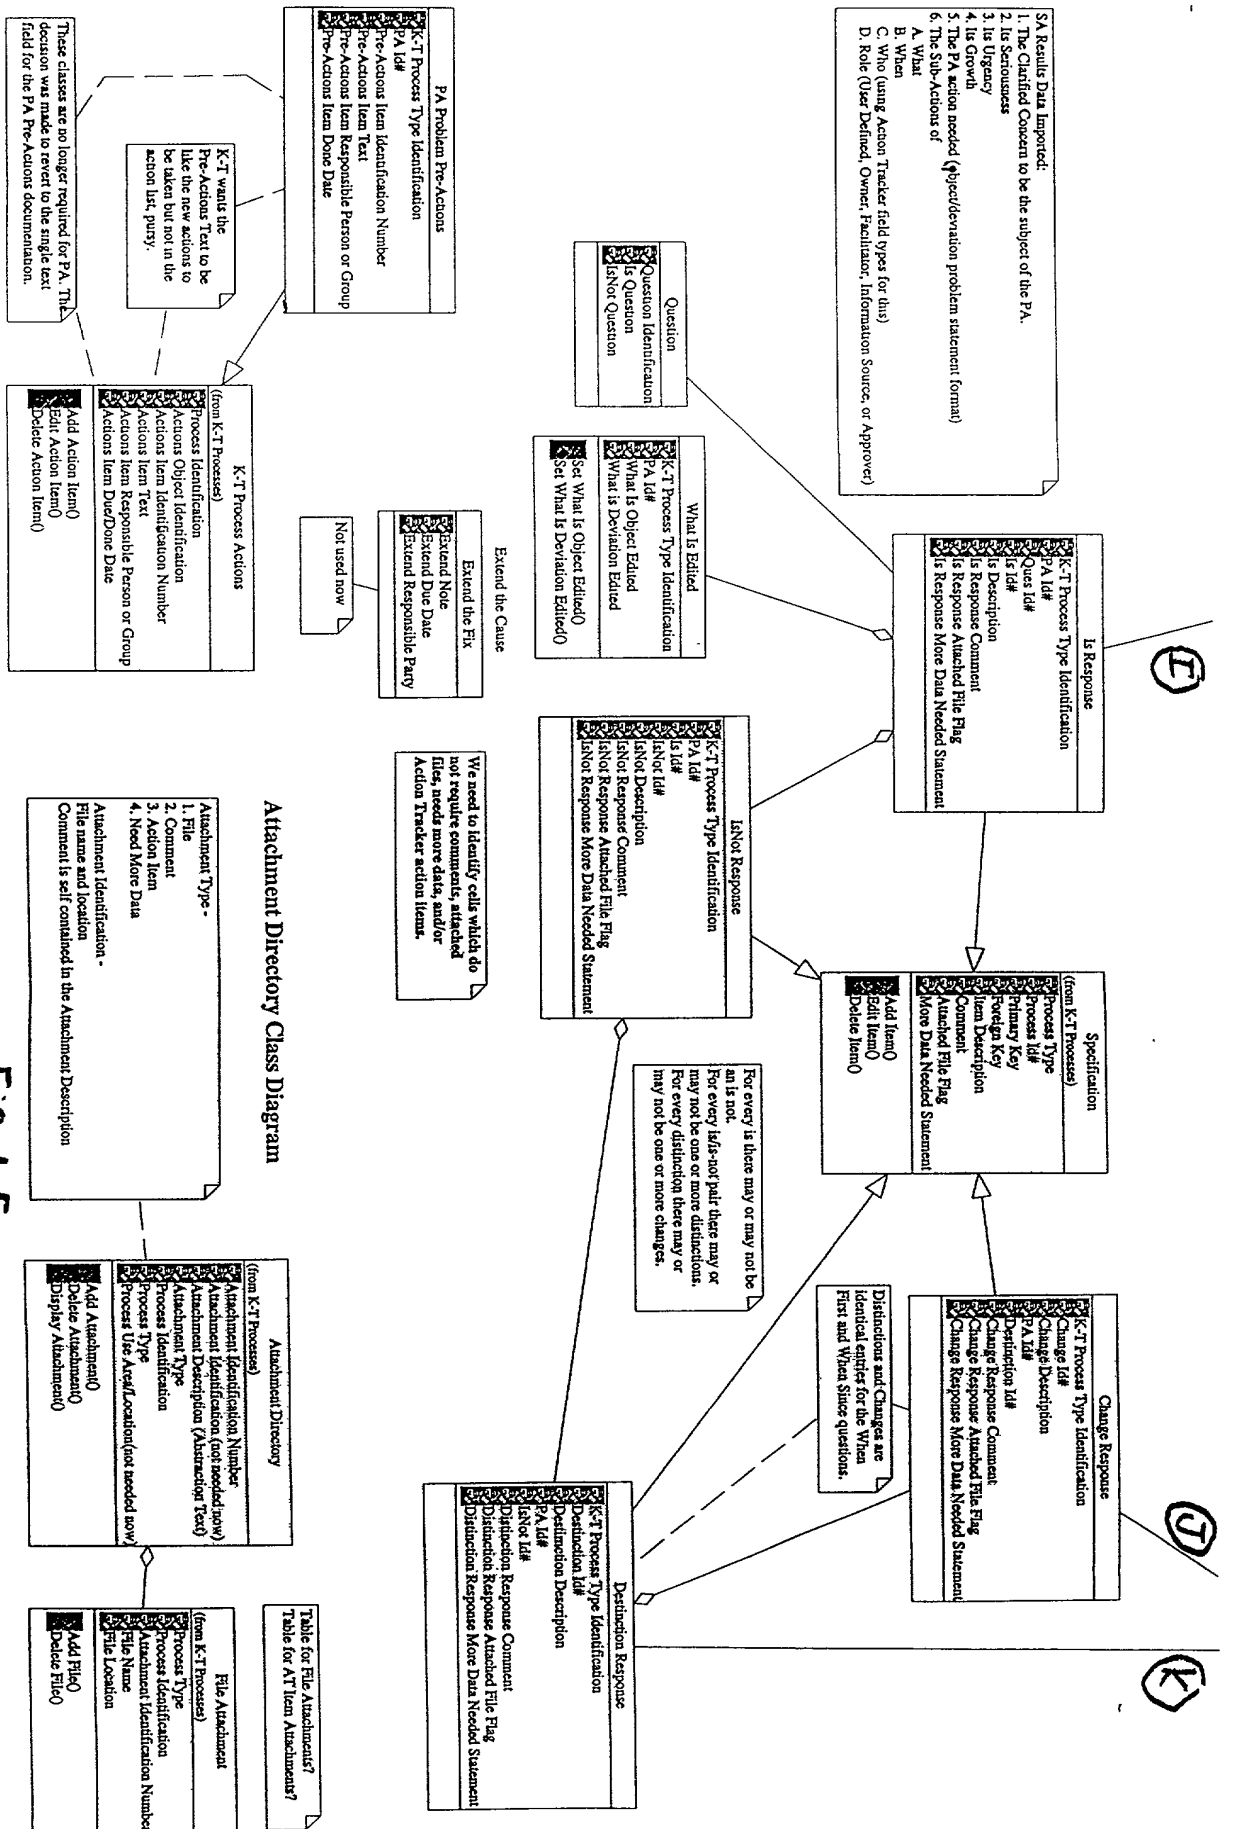 SA Results Data Imported:
1. The Clarified Concern to be the subject of the PA.
2. Its Seriousness
3. Its Urgency
4. Its Growth
5. The PA action needed (object/deviation problem statement format)
6. The Sub-Actions of
A. What
B. When
C. Who (using Action Tracker field types for this)
D. Role (User Defined, Owner, Facilitator, Information Source, or Approver)
I
Is Response
K-T Process Type Identification
PA Id#
Ques Id#
Is Id#
Is Description
Is Response Comment
Is Response Attached File Flag
Is Response More Data Needed Statement
Specification
(from K-T Processes)
Process Type
Process Id#
Primary Key
Foreign Key
Item Description
Comment
Attached File Flag
More Data Needed Statement
Add Item()
Edit Item()
Delete Item()
J
Change Response
K-T Process Type Identification
Change Id#
Change Description
PA Id#
Destinction Id#
Change Response Comment
Change Response Attached File Flag
Change Response More Data Needed Statement
K
Question
Question Identification
Is Question
IsNot Question
What Is Edited
K-T Process Type Identification
PA Id#
What Is Object Edited
What is Deviation Edited
Set What Is Object Edited()
Set What Is Deviation Edited()
IsNot Response
K-T Process Type Identification
PA Id#
Is Id#
IsNot Id#
IsNot Description
IsNot Response Comment
IsNot Response Attached File Flag
IsNot Response More Data Needed Statement
For every is there may or may not be
an is not.
For every is/is-not pair there may or
may not be one or more distinctions.
For every distinction there may or
may not be one or more changes.
Distinctions and Changes are
identical entries for the When
First and When Since questions.
Destinction Response
K-T Process Type Identification
Destinction Id#
Destinction Description
PA Id#
IsNot Id#
Distinction Response Comment
Distinction Response Attached File Flag
Distinction Response More Data Needed Statement
PA Problem Pre-Actions
K-T Process Type Identification
PA Id#
Pre-Actions Item Identification Number
Pre-Actions Item Text
Pre-Actions Item Responsible Person or Group
Pre-Actions Item Done Date
Extend the Cause
Extend the Fix
Extend Note
Extend Due Date
Extend Responsible Party
Not used now
We need to identify cells which do
not require comments, attached
files, needs more data, and/or
Action Tracker action items.
K-T wants the
Pre-Actions Text to be
like the new actions to
be taken but not in the
action list, pursy.
These classes are no longer required for PA. The
decision was made to revert to the single text
field for the PA Pre-Actions documentation.
K-T Process Actions
(from K-T Processes)
Process Identification
Actions Object Identification
Actions Item Identification Number
Actions Item Text
Actions Item Responsible Person or Group
Actions Item Due/Done Date
Add Action Item()
Edit Action Item()
Delete Action Item()
Attachment Directory Class Diagram
Attachment Type -
1. File
2. Comment
3. Action Item
4. Need More Data
Attachment Identification -
File name and location
Comment is self contained in the Attachment Description
Attachment Directory
(from K-T Processes)
Attachment Identification Number
Attachment Identification (not needed now)
Attachment Description (Abstraction Text)
Attachment Type
Process Identification
Process Type
Process Use Area/Location(not needed now)
Add Attachment()
Delete Attachment()
Display Attachment()
Table for File Attachments?
Table for AT Item Attachments?
File Attachment
(from K-T Processes)
Process Type
Process Identification
Attachment Identification Number
File Name
File Location
Add File()
Delete File()